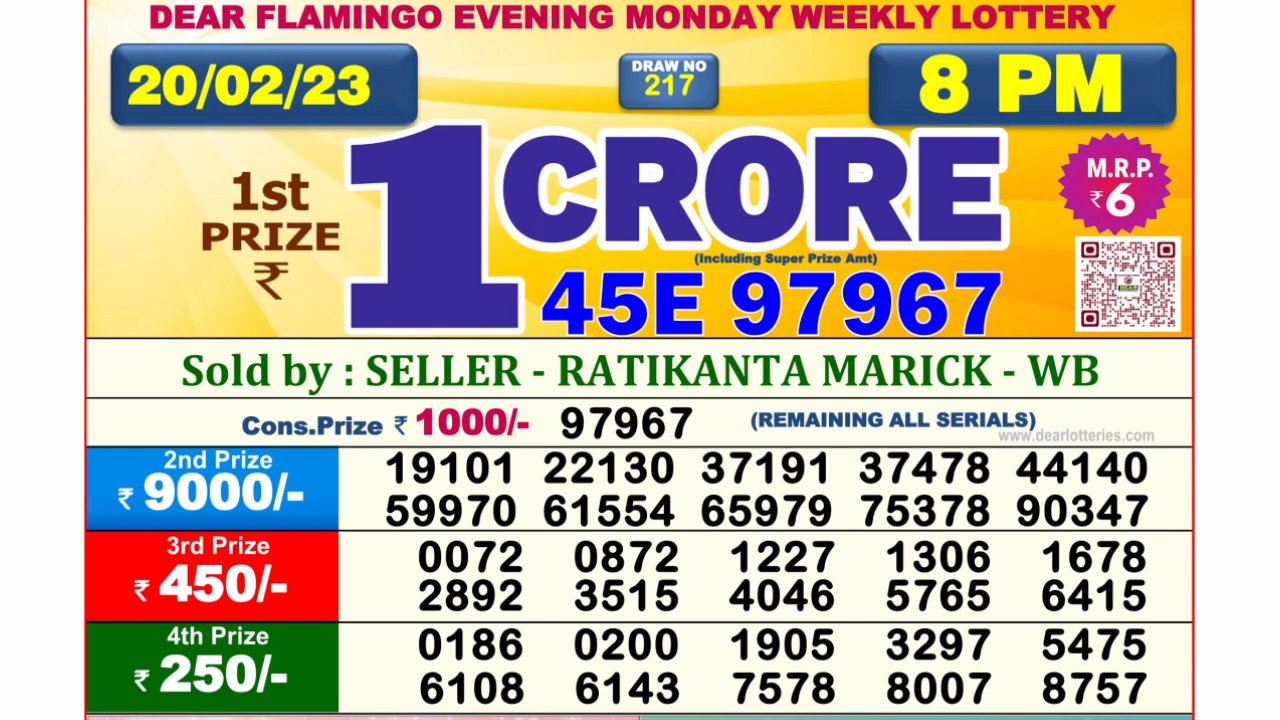 DEAR FLAMINGO EVENING MONDAY WEEKLY LOTTERY
20/02/23
DRAW NO
217
8 PM
1st
PRIZE
₹
1 CRORE
(Including Super Prize Amt)
45E 97967
M.R.P.
₹6
Sold by : SELLER - RATIKANTA MARICK - WB
Cons.Prize ₹ 1000/- 97967 (REMAINING ALL SERIALS)
www.dearlotteries.com
2nd Prize
₹ 9000/-
19101 22130 37191 37478 44140
59970 61554 65979 75378 90347
3rd Prize
₹ 450/-
0072 0872 1227 1306 1678
2892 3515 4046 5765 6415
4th Prize
₹ 250/-
0186 0200 1905 3297 5475
6108 6143 7578 8007 8757